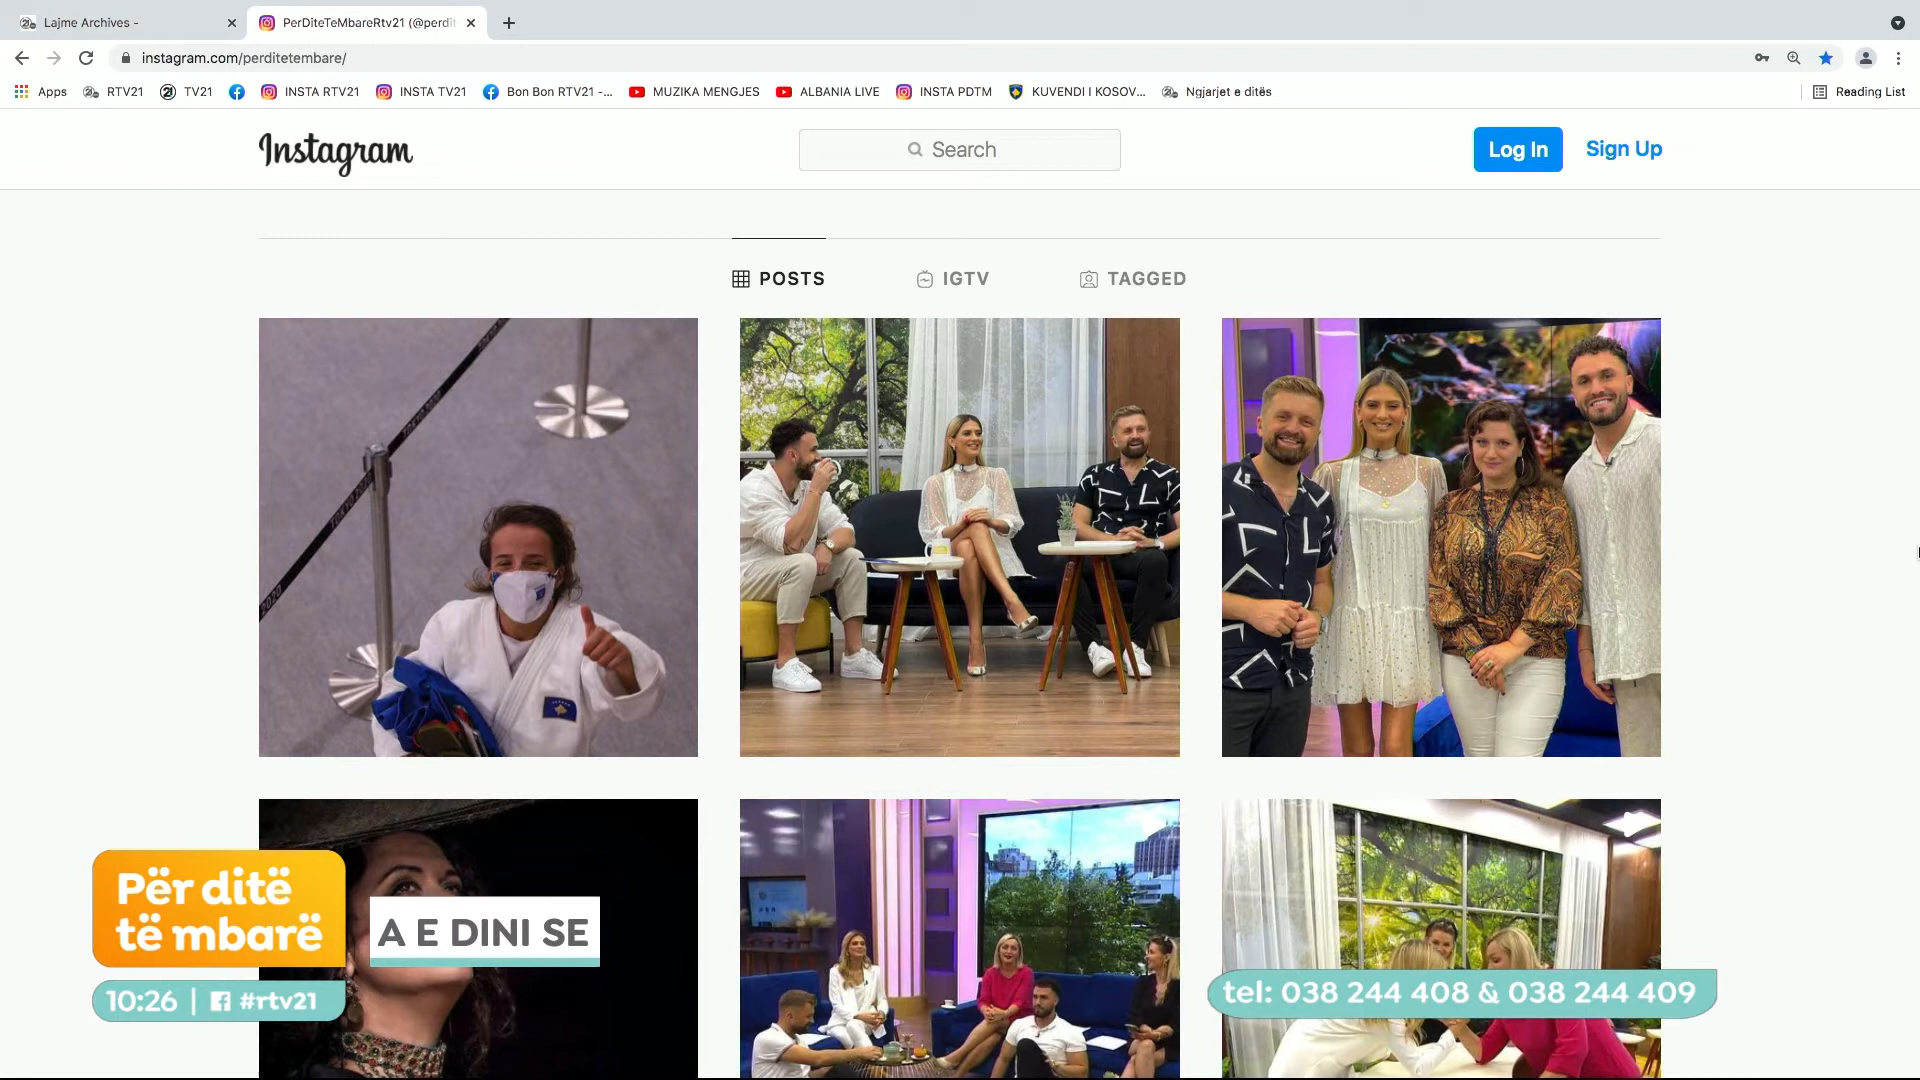 Lajme Archives -
PerDiteTeMbareRtv21 (@perdit
instagram.com/perditetembare/
Apps
RTV21
TV21
INSTA RTV21
INSTA TV21
Bon Bon RTV21 -...
MUZIKA MENGJES
ALBANIA LIVE
INSTA PDTM
KUVENDI I KOSOV...
Ngjarjet e ditës
Reading List
Instagram
Search
Log In
Sign Up
POSTS
IGTV
TAGGED
Për ditë
të mbarë
A E DINI SE
10:26 | #rtv21
tel: 038 244 408 & 038 244 409